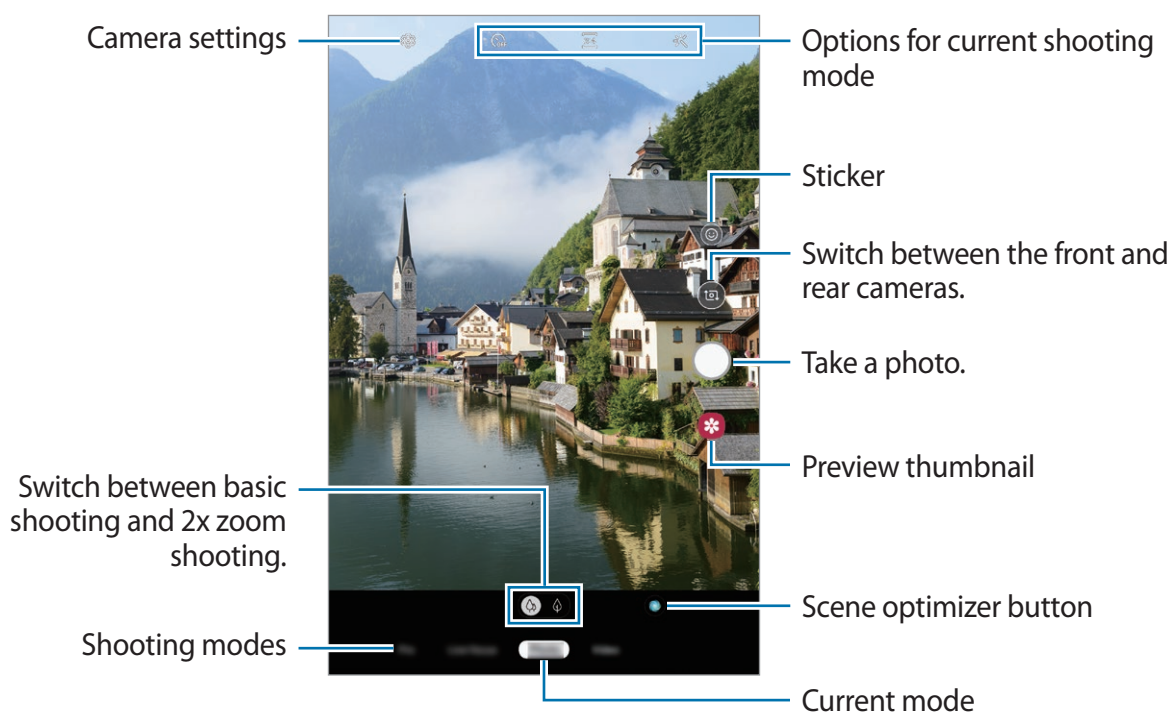 Camera settings
Options for current shooting
mode
Sticker
Switch between the front and
rear cameras.
Take a photo.
Preview thumbnail
Switch between basic
shooting and 2x zoom
shooting.
Scene optimizer button
Shooting modes
Current mode